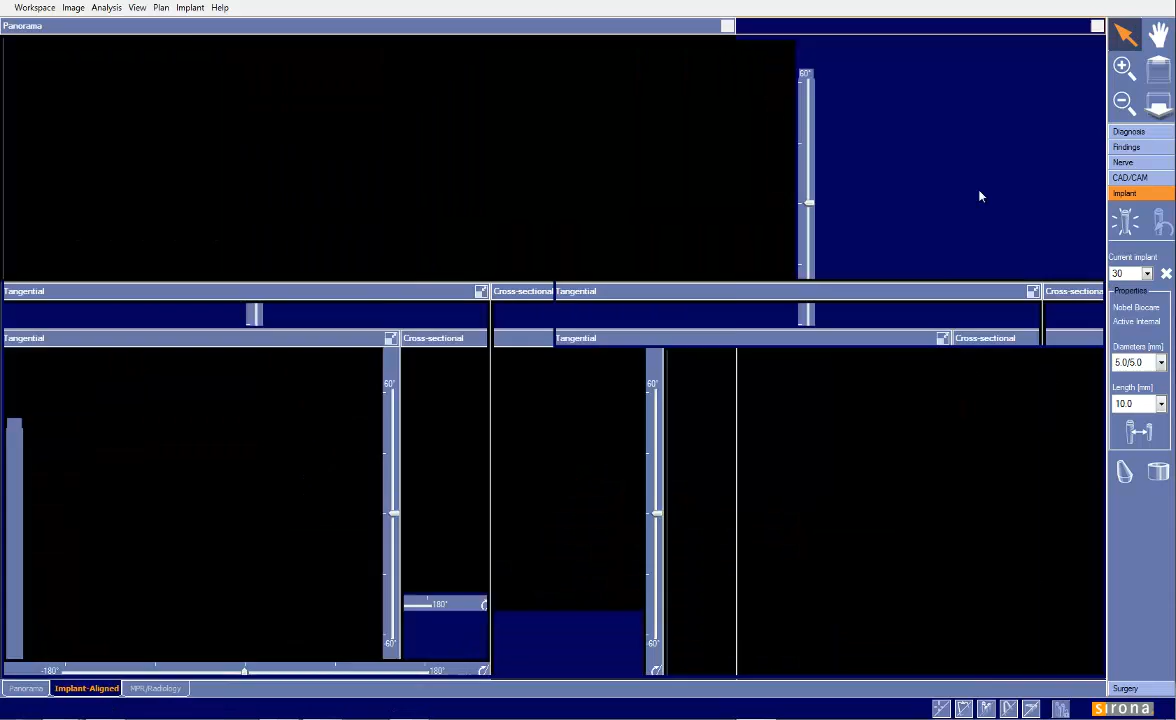 Workspace Image Analysis View Plan Implant Help
Panorama
60°
Diagnosis
Findings
Nerve
CAD/CAM
Implant
Current implant
30
Properties
Nobel Biocare
Active Internal
Diameters [mm]
5.0/5.0
Length [mm]
10.0
Tangential Cross-sectional Tangential Cross-sectional
Tangential Cross-sectional Tangential Cross-sectional
60° 60°
180°
-60° -60°
-180° 180°
Panorama Implant-Aligned MPR/Radiology
Surgery
sirona